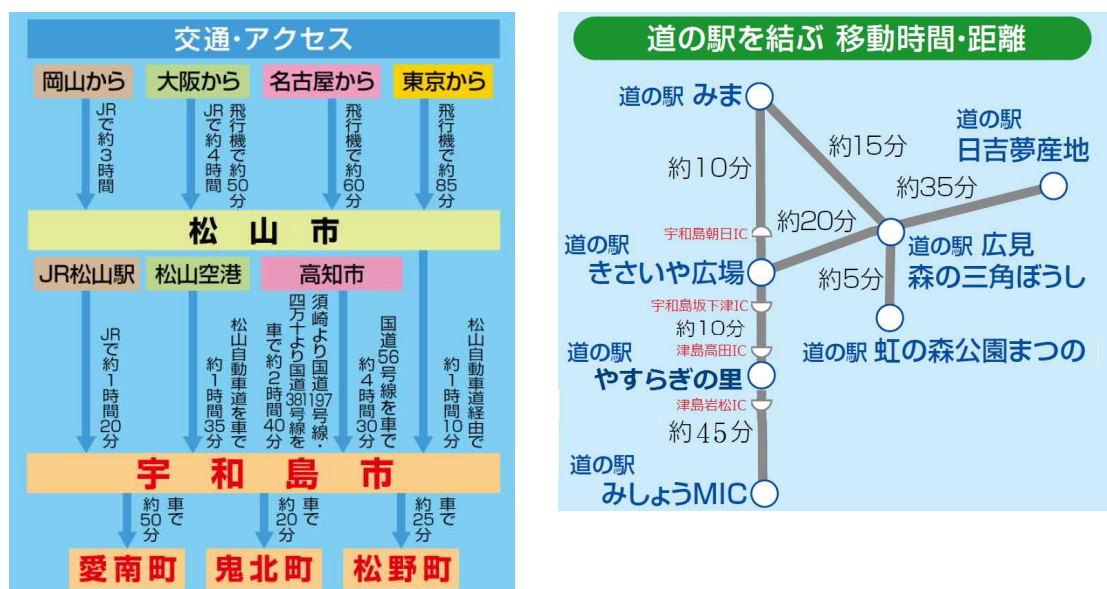 交通・アクセス
岡山から
大阪から
名古屋から
東京から
JRで約3時間
飛行機で約50分
JRで約4時間
飛行機で約60分
飛行機で約85分
松山市
JR松山駅
松山空港
高知市
JRで約1時間20分
松山自動車道を車で
約1時間35分
須崎より国道197号線・
四万十より国道381号線を
車で約2時間40分
国道56号線を車で
約4時間30分
松山自動車道経由で
約1時間10分
宇和島市
車で
約50分
車で
約20分
車で
約25分
愛南町
鬼北町
松野町
道の駅を結ぶ 移動時間・距離
道の駅 みま
道の駅
日吉夢産地
約15分
約10分
約35分
約20分
宇和島朝日IC
道の駅
きさいや広場
道の駅 広見
森の三角ぼうし
約5分
宇和島坂下津IC
約10分
津島高田IC
道の駅 虹の森公園まつの
道の駅
やすらぎの里
津島岩松IC
約45分
道の駅
みしょうMIC